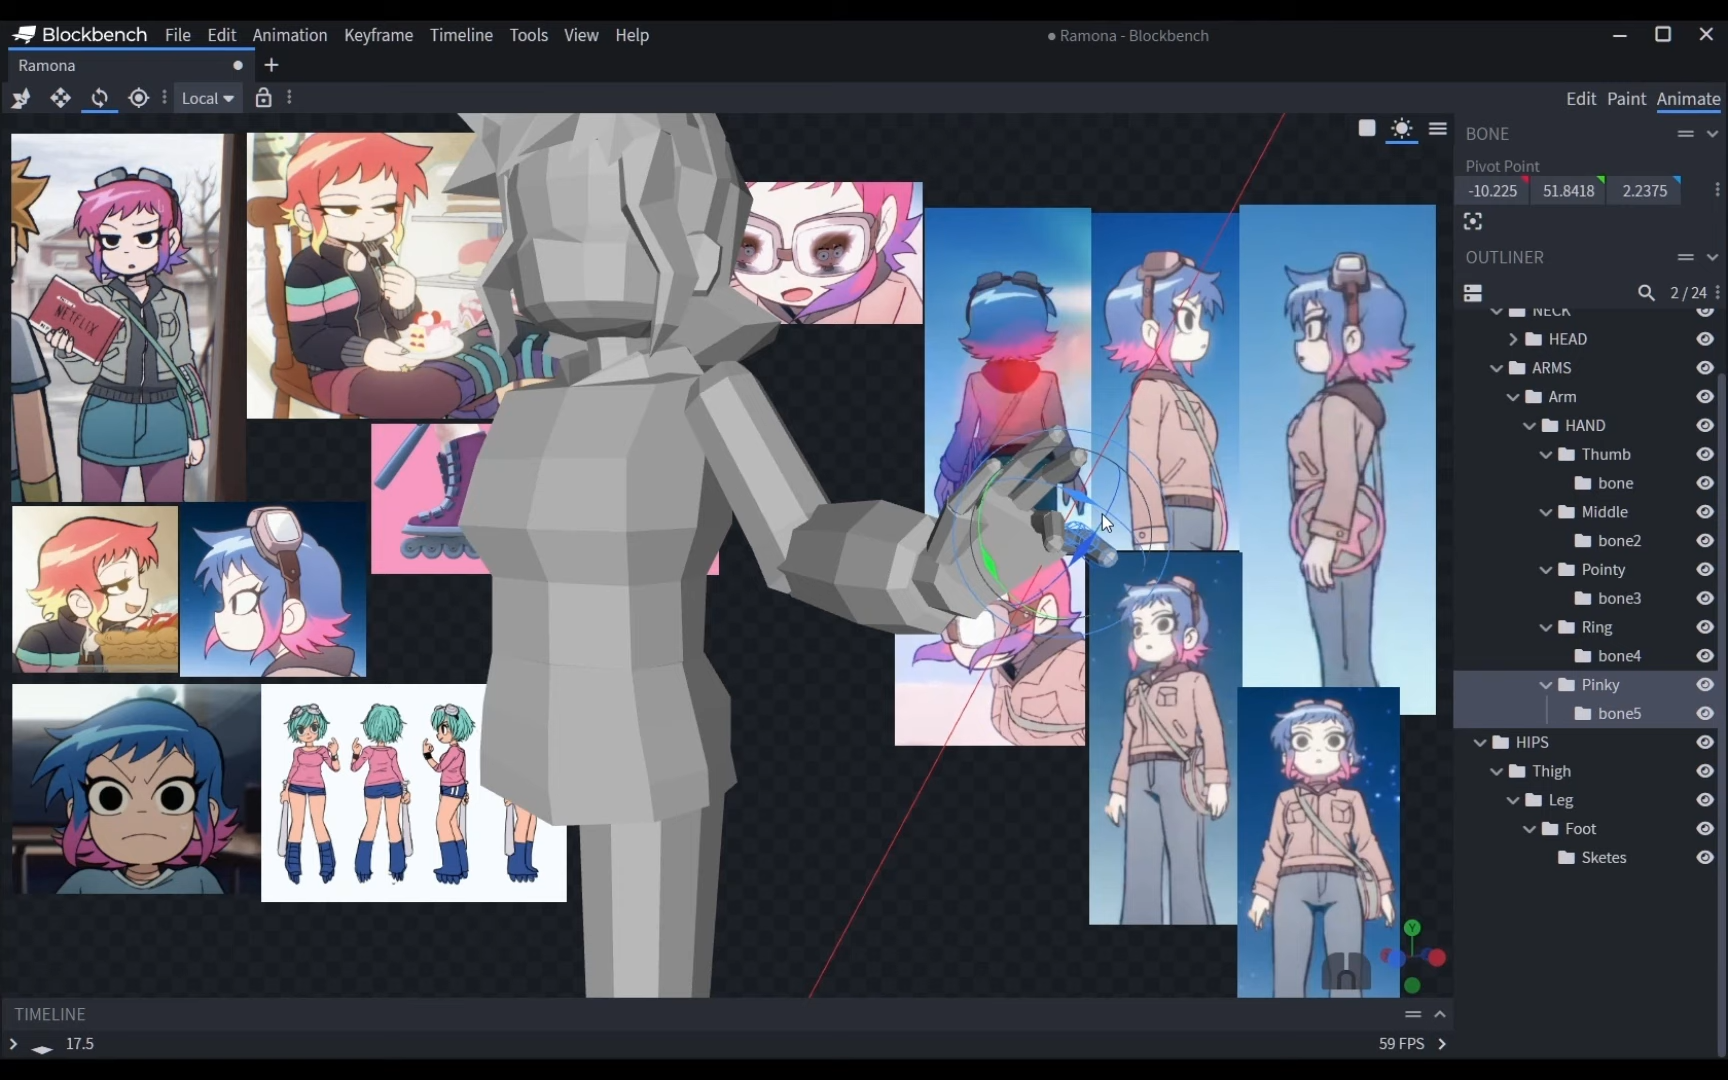 Blockbench File Edit Animation Keyframe Timeline Tools View Help
Ramona - Blockbench
Ramona
Local
Edit Paint Animate
BONE
Pivot Point
-10.225 51.8418 2.2375
OUTLINER
2 / 24
NECK
HEAD
ARMS
Arm
HAND
Thumb
bone
Middle
bone2
Pointy
bone3
Ring
bone4
Pinky
bone5
HIPS
Thigh
Leg
Foot
Sketes
NETFLIX
Y
TIMELINE
17.5
59 FPS